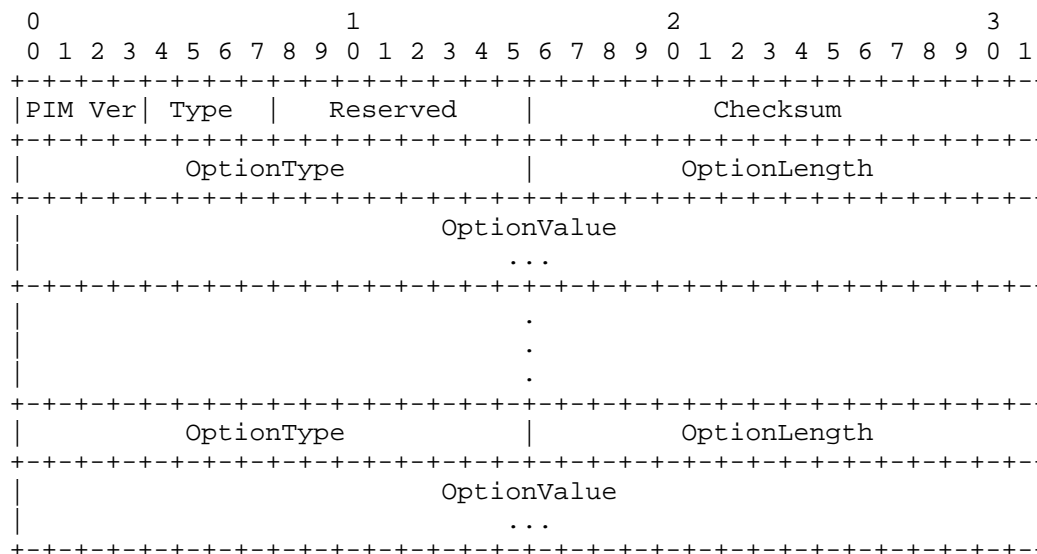 0                   1                   2                   3
 0 1 2 3 4 5 6 7 8 9 0 1 2 3 4 5 6 7 8 9 0 1 2 3 4 5 6 7 8 9 0 1
+-+-+-+-+-+-+-+-+-+-+-+-+-+-+-+-+-+-+-+-+-+-+-+-+-+-+-+-+-+-+-+-
|PIM Ver| Type  |   Reserved    |           Checksum
+-+-+-+-+-+-+-+-+-+-+-+-+-+-+-+-+-+-+-+-+-+-+-+-+-+-+-+-+-+-+-+-
|          OptionType           |         OptionLength
+-+-+-+-+-+-+-+-+-+-+-+-+-+-+-+-+-+-+-+-+-+-+-+-+-+-+-+-+-+-+-+-
|                          OptionValue
|                              ...
+-+-+-+-+-+-+-+-+-+-+-+-+-+-+-+-+-+-+-+-+-+-+-+-+-+-+-+-+-+-+-+-
|                               .
|                               .
|                               .
+-+-+-+-+-+-+-+-+-+-+-+-+-+-+-+-+-+-+-+-+-+-+-+-+-+-+-+-+-+-+-+-
|          OptionType           |         OptionLength
+-+-+-+-+-+-+-+-+-+-+-+-+-+-+-+-+-+-+-+-+-+-+-+-+-+-+-+-+-+-+-+-
|                          OptionValue
|                              ...
+-+-+-+-+-+-+-+-+-+-+-+-+-+-+-+-+-+-+-+-+-+-+-+-+-+-+-+-+-+-+-+-